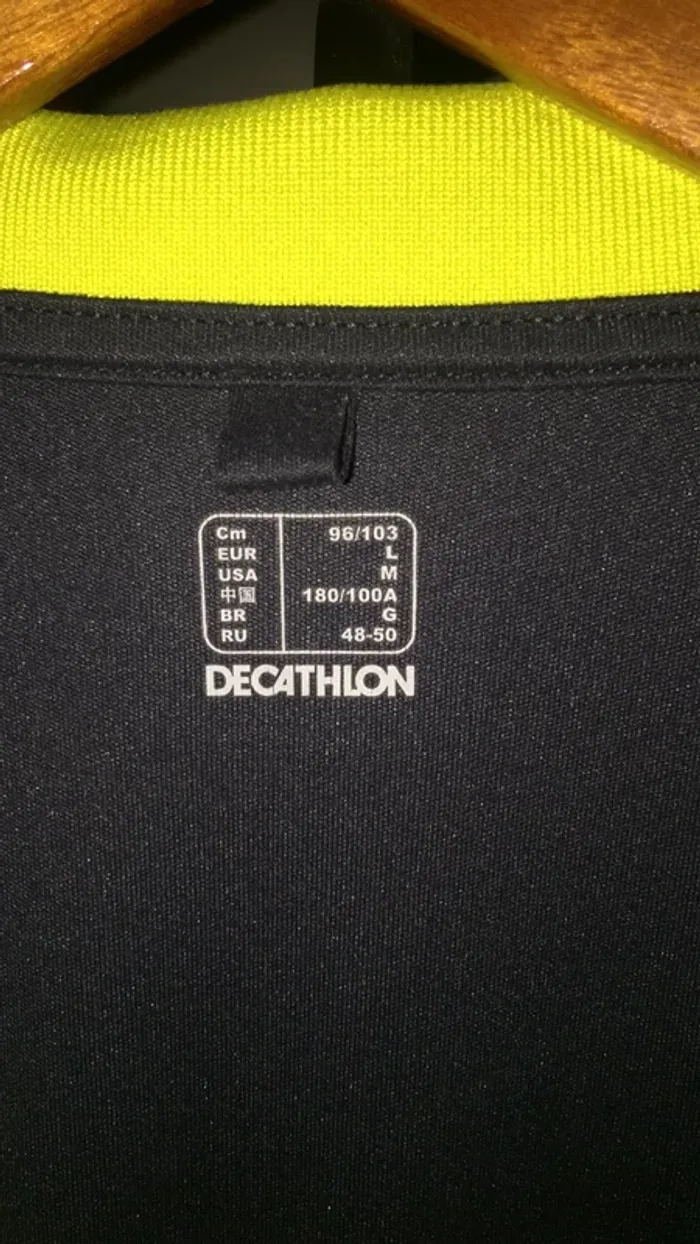 Cm 96/103
EUR L
USA M
中国 180/100A
BR G
RU 48-50
DECATHLON